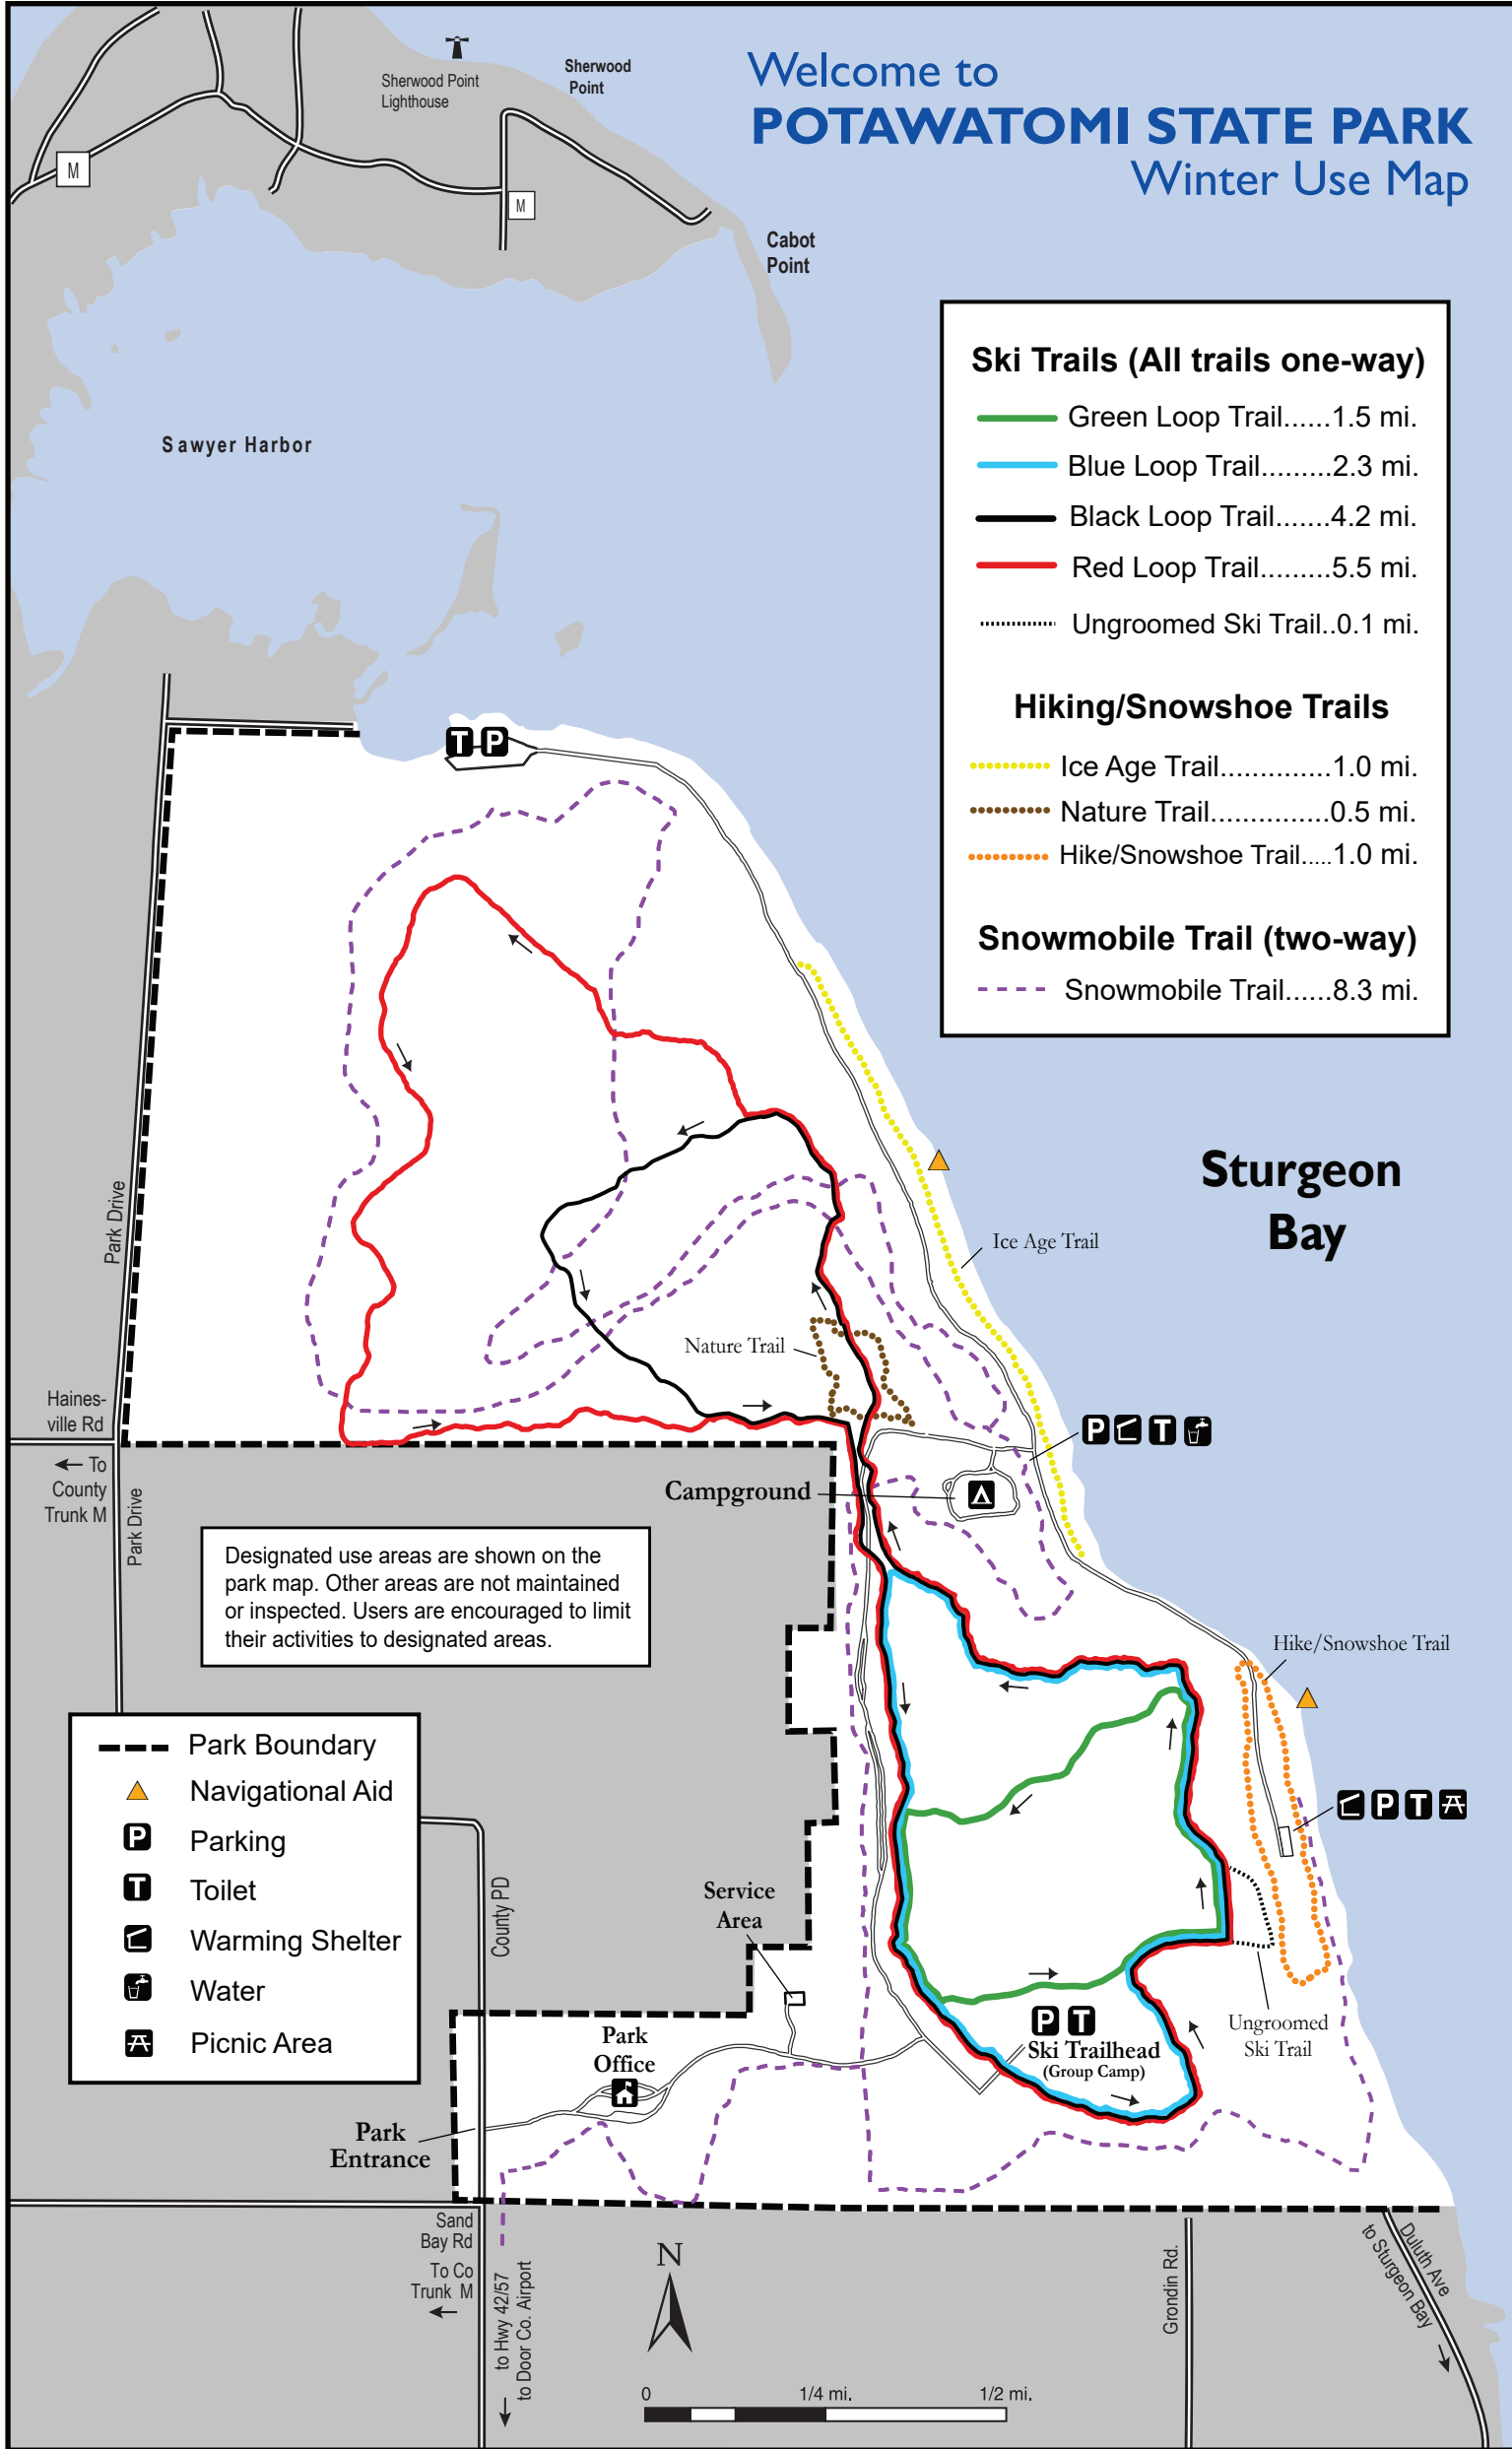 Welcome to
POTAWATOMI STATE PARK
Winter Use Map
Sherwood Point
Lighthouse
Sherwood
Point
M
M
Cabot
Point
Sawyer Harbor
Ski Trails (All trails one-way)
Green Loop Trail......1.5 mi.
Blue Loop Trail.........2.3 mi.
Black Loop Trail.......4.2 mi.
Red Loop Trail.........5.5 mi.
Ungroomed Ski Trail..0.1 mi.
Hiking/Snowshoe Trails
Ice Age Trail..............1.0 mi.
Nature Trail...............0.5 mi.
Hike/Snowshoe Trail.....1.0 mi.
Snowmobile Trail (two-way)
Snowmobile Trail......8.3 mi.
T P
Sturgeon
Bay
Park Drive
Ice Age Trail
Nature Trail
Haines-
ville Rd
To
County
Trunk M
Park Drive
P T
Campground
Designated use areas are shown on the
park map. Other areas are not maintained
or inspected. Users are encouraged to limit
their activities to designated areas.
Hike/Snowshoe Trail
Park Boundary
Navigational Aid
P Parking
T Toilet
Warming Shelter
Water
Picnic Area
P T
County PD
Service
Area
Park
Office
P T
Ski Trailhead
(Group Camp)
Ungroomed
Ski Trail
Park
Entrance
Sand
Bay Rd
To Co
Trunk M
to Hwy 42/57
to Door Co. Airport
N
0 1/4 mi. 1/2 mi.
Grondin Rd.
Duluth Ave
to Sturgeon Bay